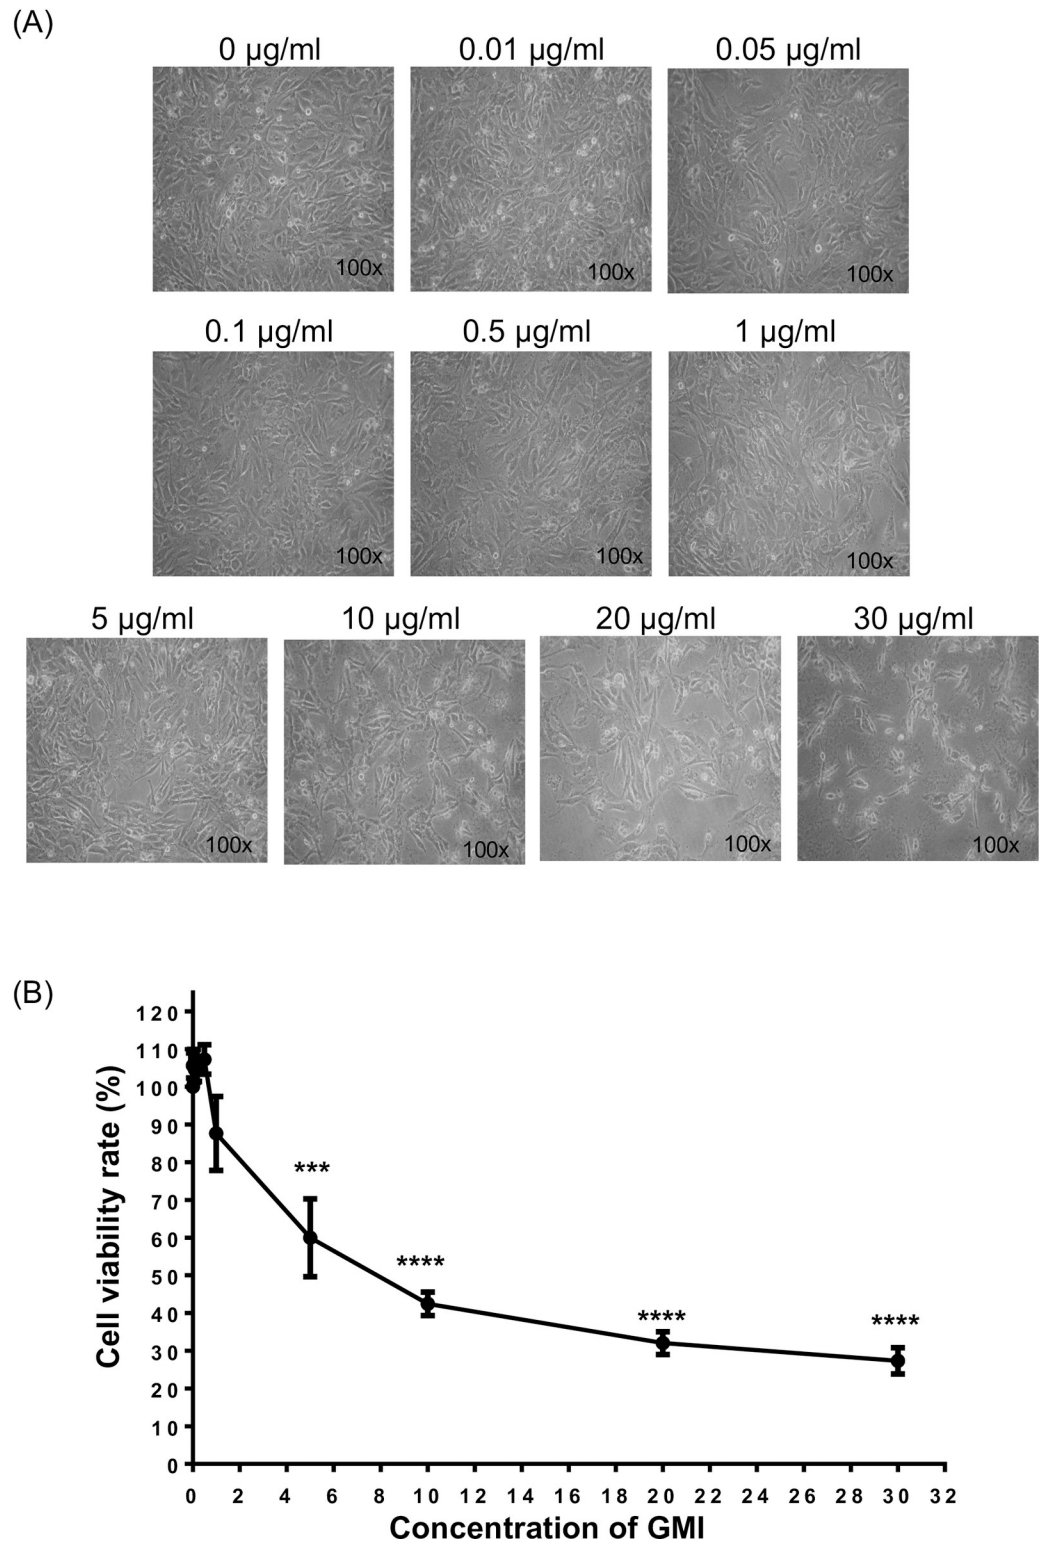 (A)
0 µg/ml 0.01 µg/ml 0.05 µg/ml
100x 100x 100x
0.1 µg/ml 0.5 µg/ml 1 µg/ml
100x 100x 100x
5 µg/ml 10 µg/ml 20 µg/ml 30 µg/ml
100x 100x 100x 100x
(B)
Cell viability rate (%)
120
110
100
90
80
70
60
50
40
30
20
10
0
***
****
****
****
0 2 4 6 8 10 12 14 16 18 20 22 24 26 28 30 32
Concentration of GMI